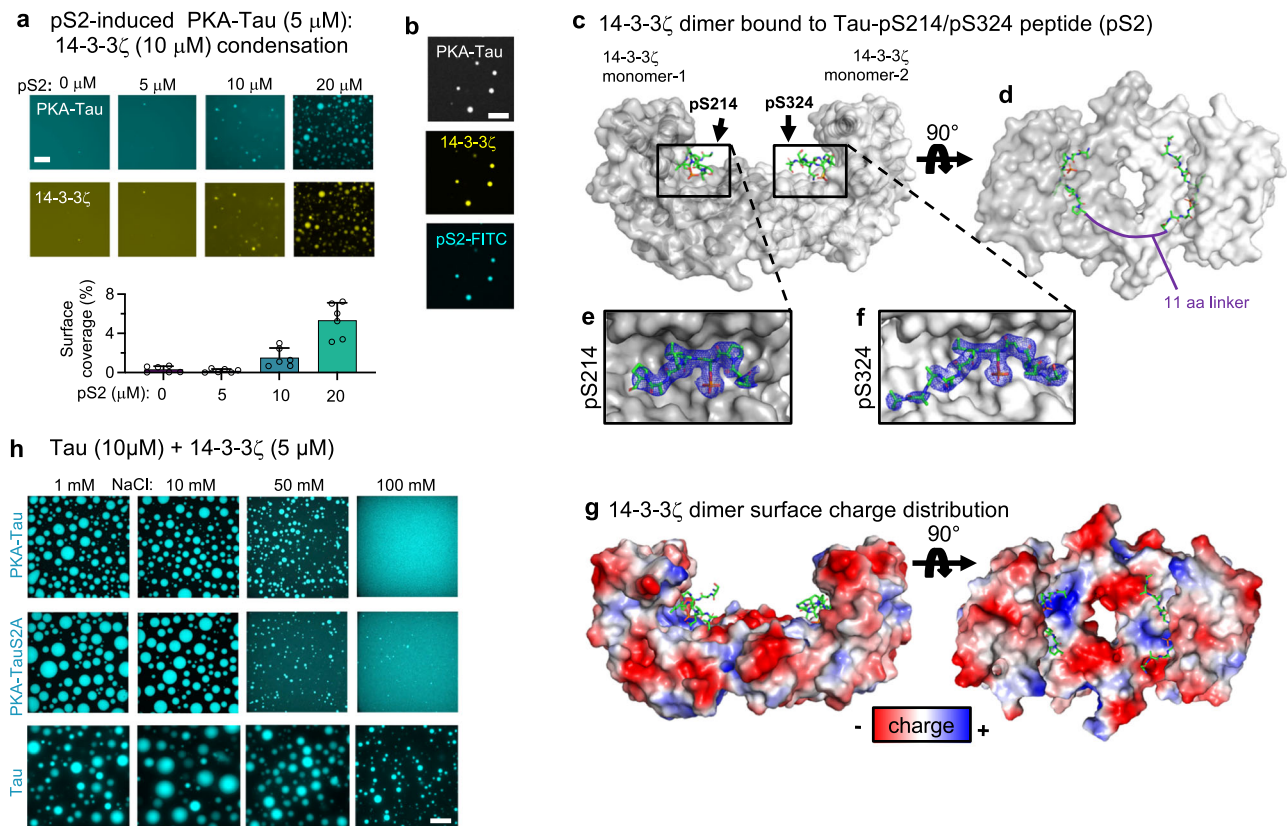 a pS2-induced PKA-Tau (5 μM):
14-3-3ζ (10 μM) condensation
pS2: 0 μM 5 μM 10 μM 20 μM
PKA-Tau
14-3-3ζ
Surface
coverage (%)
8
4
0
pS2 (μM): 0 5 10 20
b
PKA-Tau
14-3-3ζ
pS2-FITC
c 14-3-3ζ dimer bound to Tau-pS214/pS324 peptide (pS2)
14-3-3ζ
monomer-1
14-3-3ζ
monomer-2
pS214
pS324
90°
d
11 aa linker
e
pS214
f
pS324
h Tau (10μM) + 14-3-3ζ (5 μM)
1 mM NaCl: 10 mM 50 mM 100 mM
PKA-Tau
PKA-TauS2A
Tau
g 14-3-3ζ dimer surface charge distribution
90°
- charge +